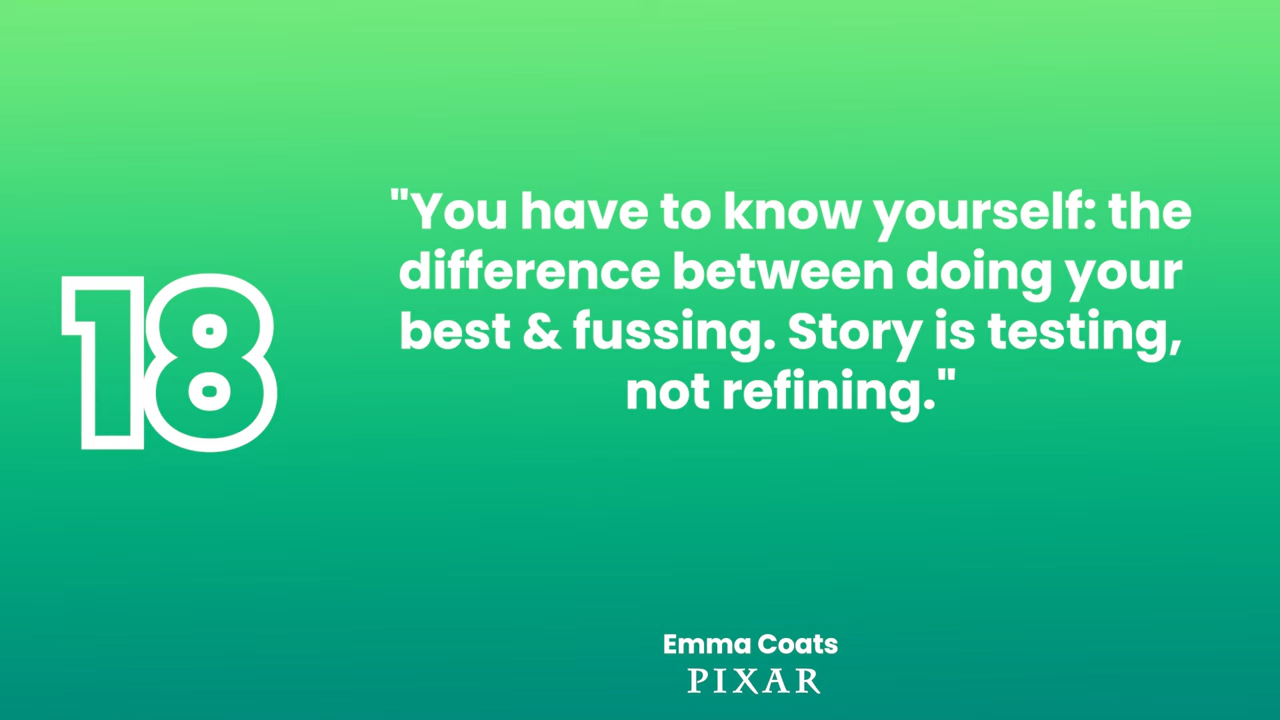 18
"You have to know yourself: the
difference between doing your
best & fussing. Story is testing,
not refining."
Emma Coats
PIXAR